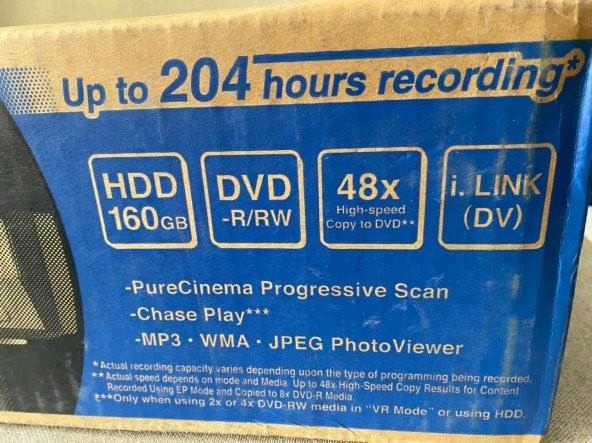 Up to 204 hours recording*
HDD
160GB
DVD
-R/RW
48x
High-speed
Copy to DVD**
i. LINK
(DV)
-PureCinema Progressive Scan
-Chase Play***
-MP3 · WMA · JPEG PhotoViewer
*Actual recording capacity varies depending upon the type of programming being recorded.
**Actual speed depends on mode and Media. Up to 48x High-Speed Copy Results for Content
Recorded Using EP Mode and Copied to 8x DVD-R Media.
***Only when using 2x or 4x DVD-RW media in "VR Mode" or using HDD.